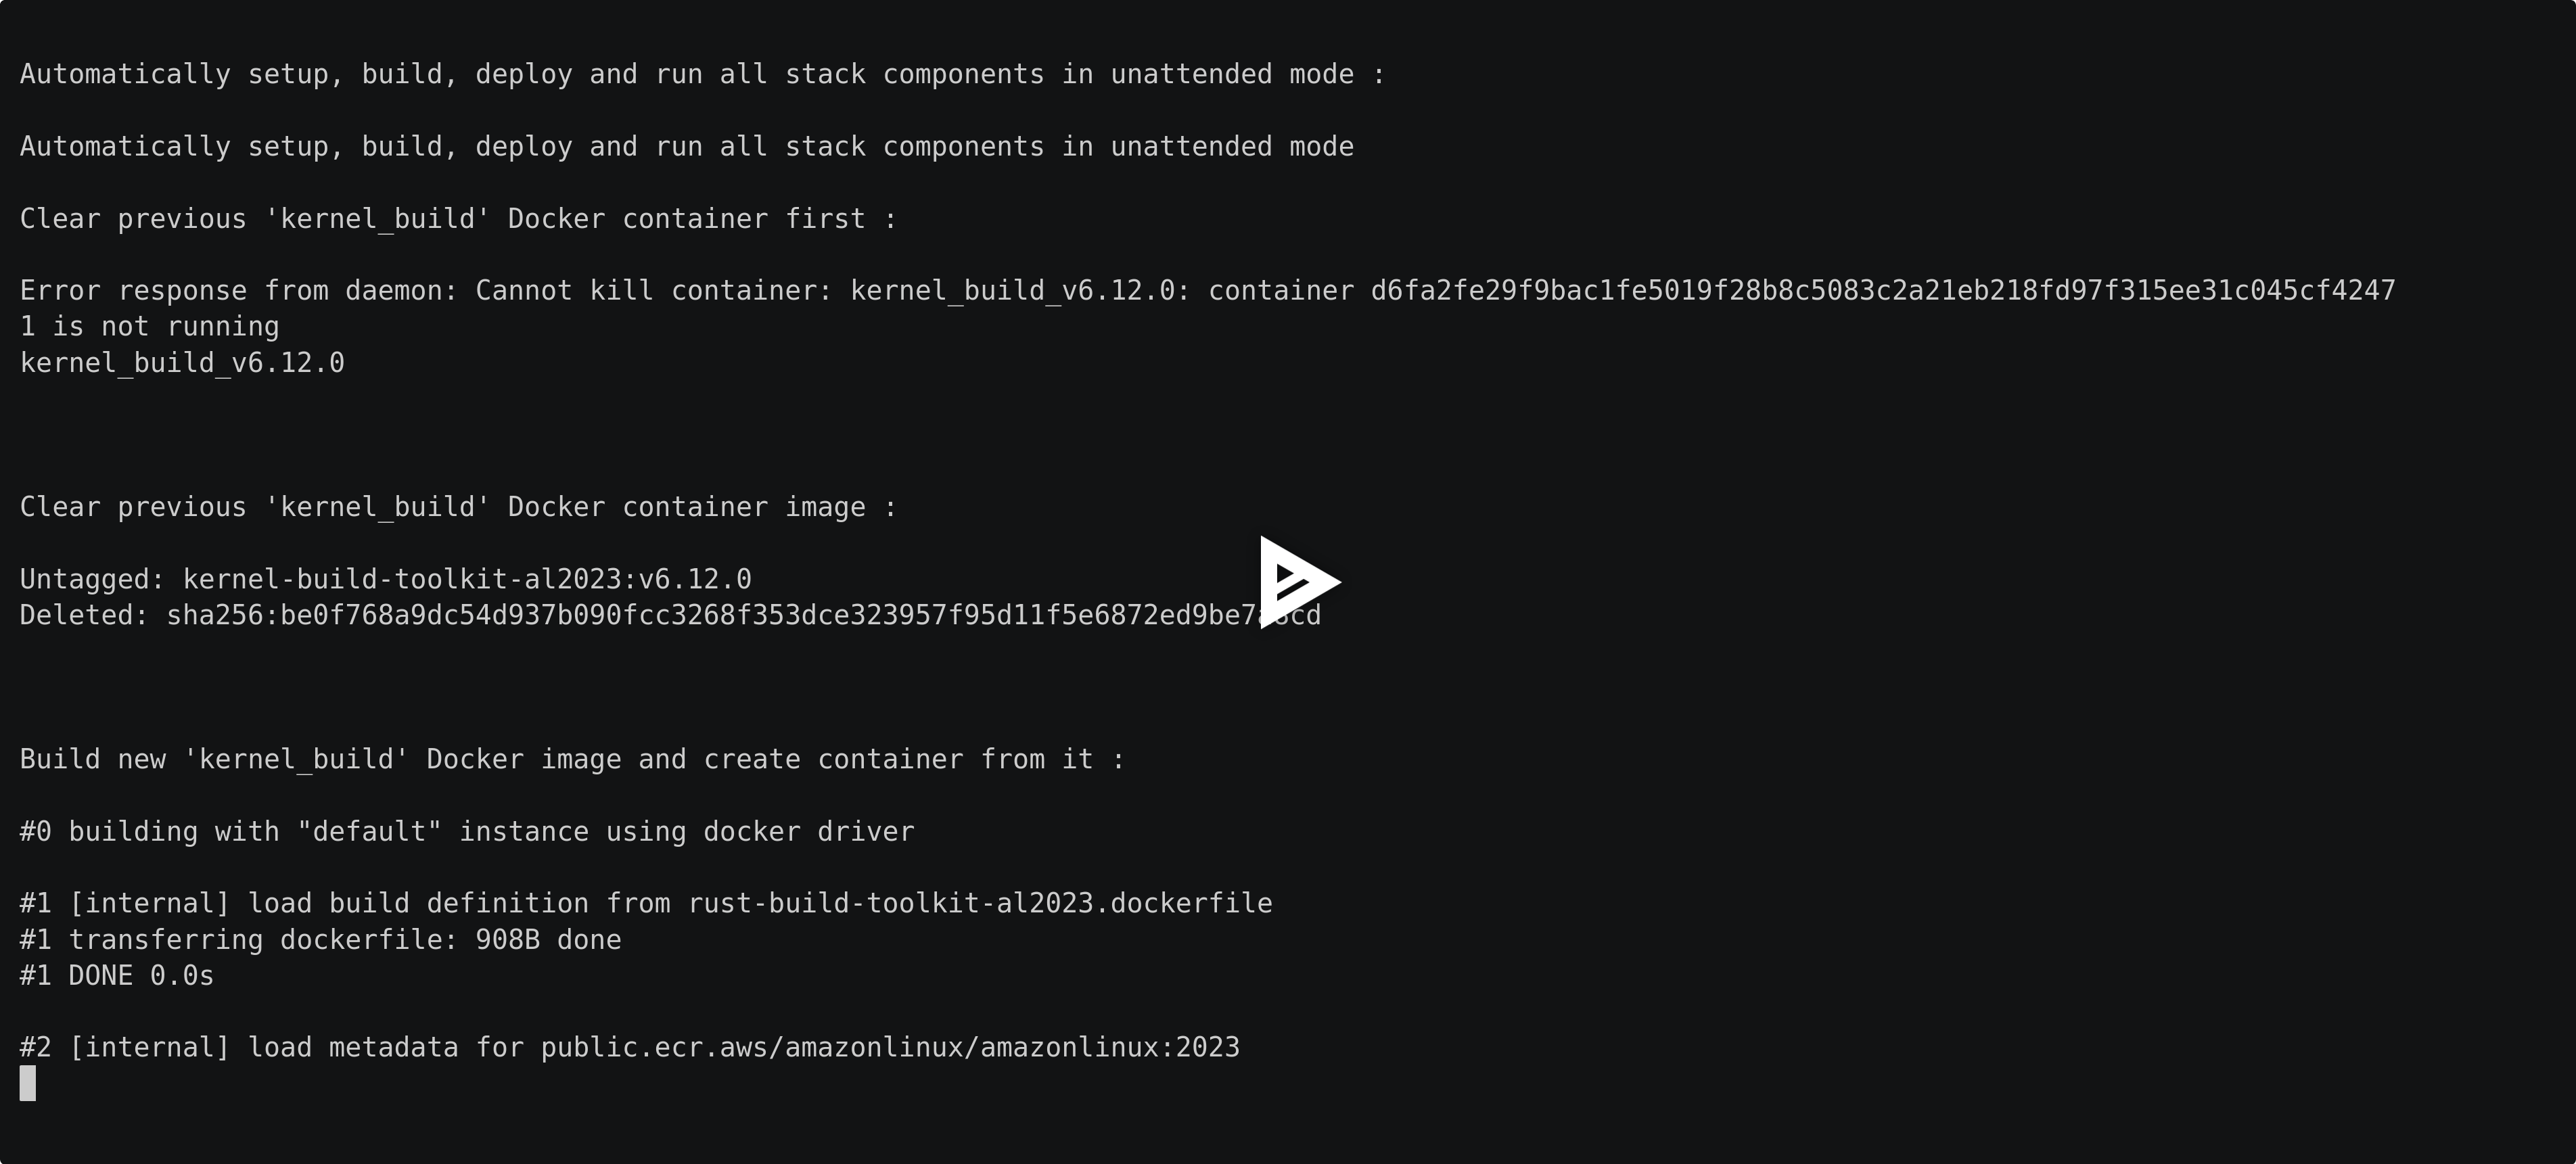 Automatically setup, build, deploy and run all stack components in unattended mode :
Automatically setup, build, deploy and run all stack components in unattended mode
Clear previous 'kernel_build' Docker container first :
Error response from daemon: Cannot kill container: kernel_build_v6.12.0: container d6fa2fe29f9bac1fe5019f28b8c5083c2a21eb218fd97f315ee31c045cf4247
1 is not running
kernel_build_v6.12.0
Clear previous 'kernel_build' Docker container image :
Untagged: kernel-build-toolkit-al2023:v6.12.0
Deleted:
Build new 'kernel_build' Docker image and create container from it :
#0 building with "default" instance using docker driver
#1 [internal] load build definition from rust-build-toolkit-al2023.dockerfile
#1 transferring dockerfile: 908B done
#1 DONE 0.0s
#2 [internal] load metadata for public.ecr.aws/amazonlinux/amazonlinux:2023